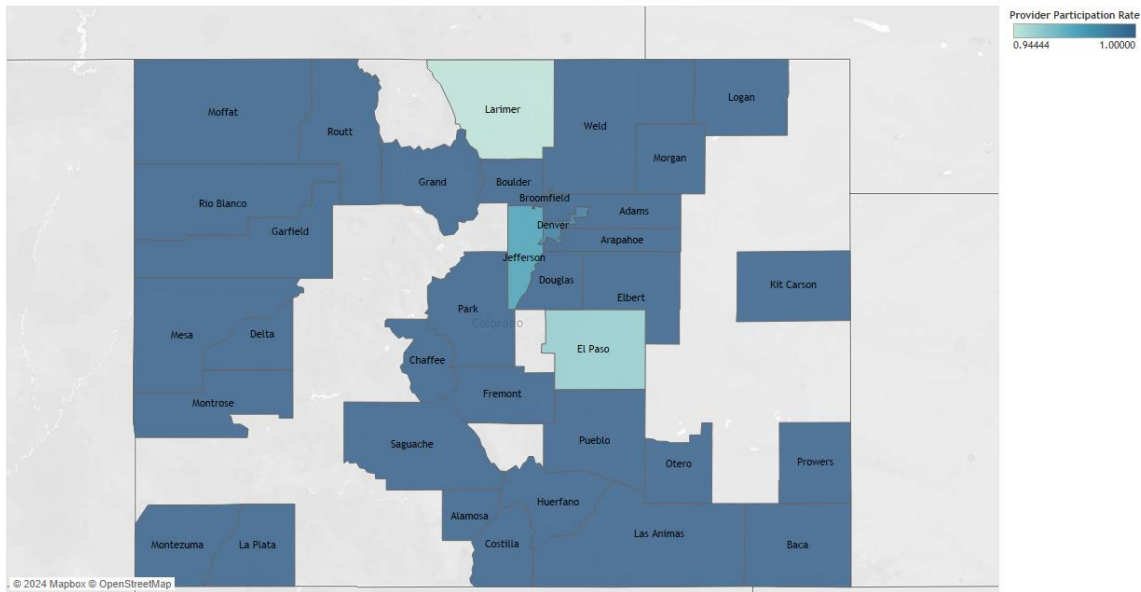 Provider Participation Rate
0.94444 1.00000
Moffat
Routt
Larimer
Weld
Logan
Morgan
Grand
Boulder
Rio Blanco
Broomfield
Adams
Denver
Garfield
Arapahoe
Jefferson
Douglas
Kit Carson
Elbert
Park
Colorado
Mesa
Delta
El Paso
Chaffee
Fremont
Montrose
Pueblo
Saguache
Otero
Prowers
Huerfano
Alamosa
Las Animas
Montezuma
La Plata
Costilla
Baca
© 2024 Mapbox © OpenStreetMap